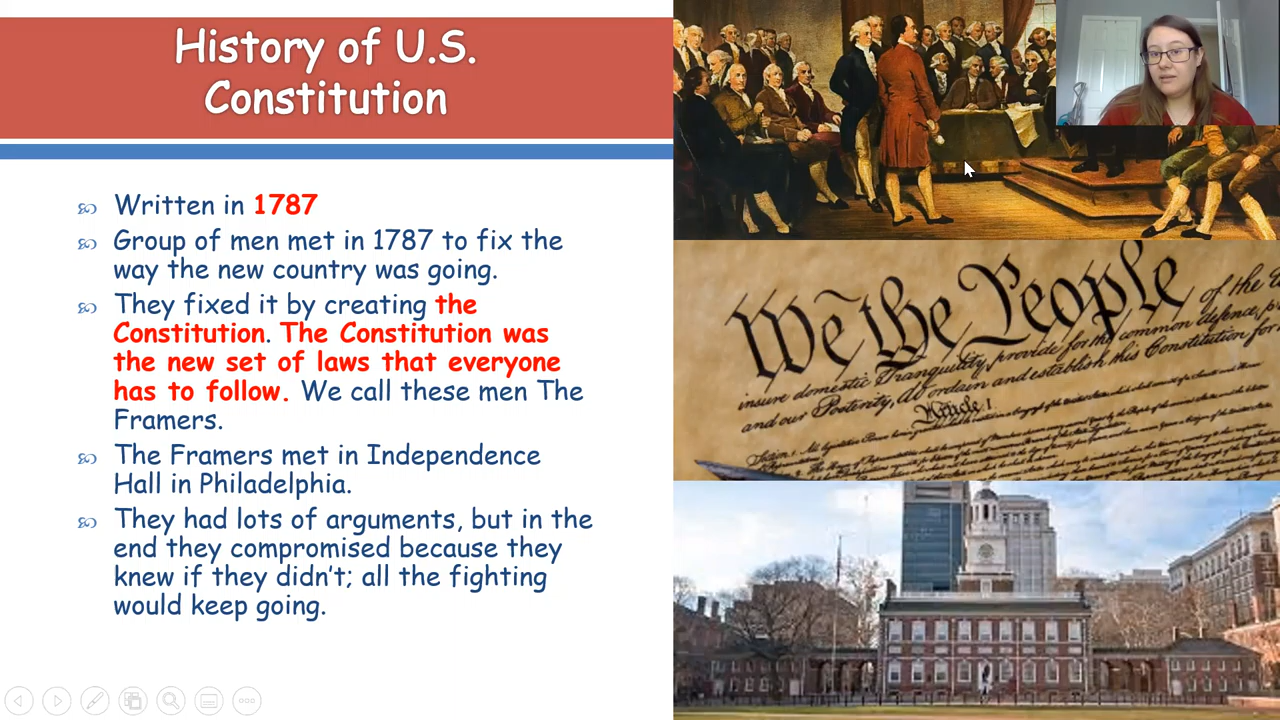 History of U.S.
Constitution
Written in 1787
Group of men met in 1787 to fix the
way the new country was going.
They fixed it by creating the
Constitution. The Constitution was
the new set of laws that everyone
has to follow. We call these men The
Framers.
The Framers met in Independence
Hall in Philadelphia.
They had lots of arguments, but in the
end they compromised because they
knew if they didn't; all the fighting
would keep going.
We the People of the
insure domestic Tranquility, provide for the common defence,
and our Posterity, do ordain and establish this Constitution for
Article I.